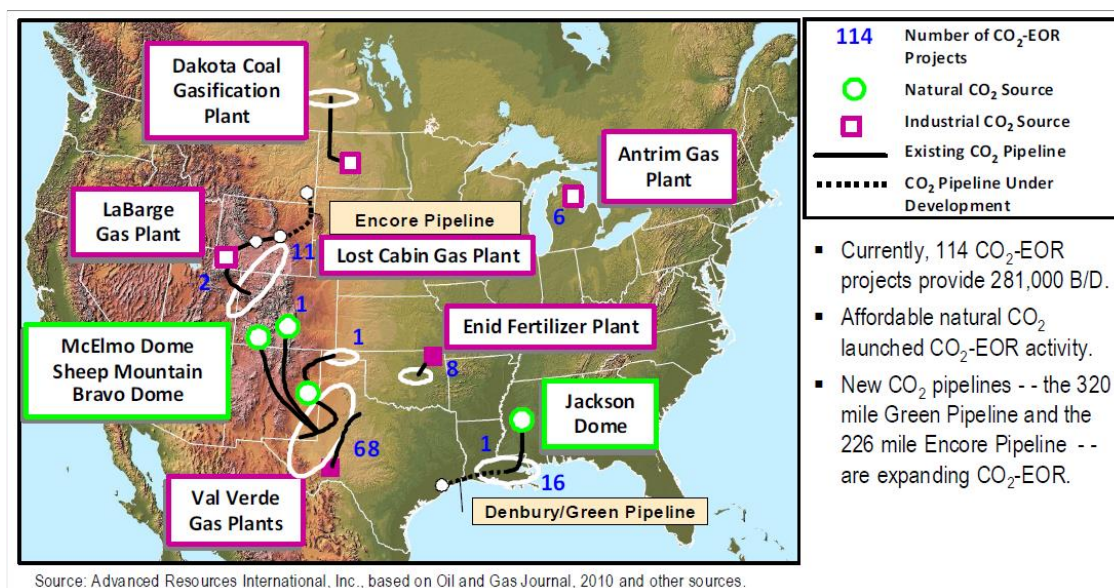 Dakota Coal
Gasification
Plant
Antrim Gas
Plant
6
LaBarge
Gas Plant
Encore Pipeline
11
Lost Cabin Gas Plant
2
1
McElmo Dome
Sheep Mountain
Bravo Dome
1
Enid Fertilizer Plant
8
Jackson
Dome
68
1
16
Val Verde
Gas Plants
Denbury/Green Pipeline
114 Number of CO₂-EOR
Projects
Natural CO₂ Source
Industrial CO₂ Source
Existing CO₂ Pipeline
CO₂ Pipeline Under
Development
▪ Currently, 114 CO₂-EOR
projects provide 281,000 B/D.
▪ Affordable natural CO₂
launched CO₂-EOR activity.
▪ New CO₂ pipelines - - the 320
mile Green Pipeline and the
226 mile Encore Pipeline - -
are expanding CO₂-EOR.
Source: Advanced Resources International, Inc., based on Oil and Gas Journal, 2010 and other sources.